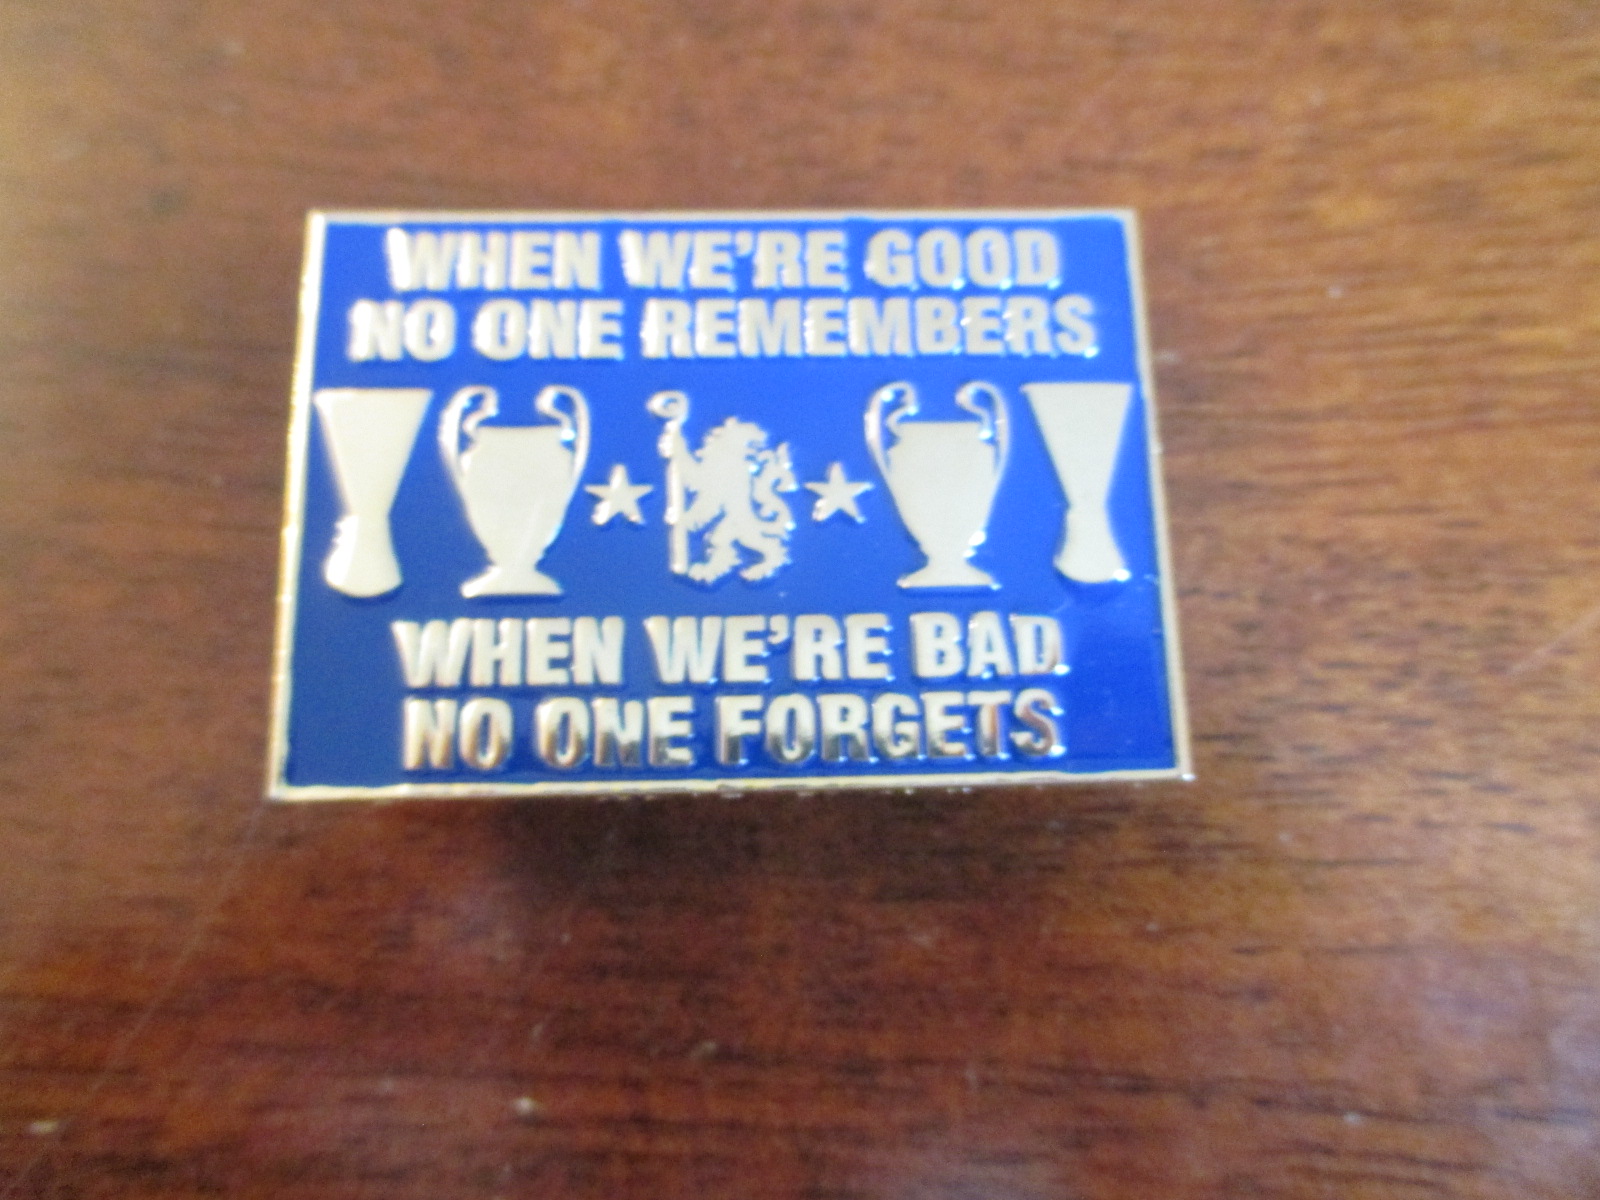 WHEN WE'RE GOOD
NO ONE REMEMBERS
WHEN WE'RE BAD
NO ONE FORGETS